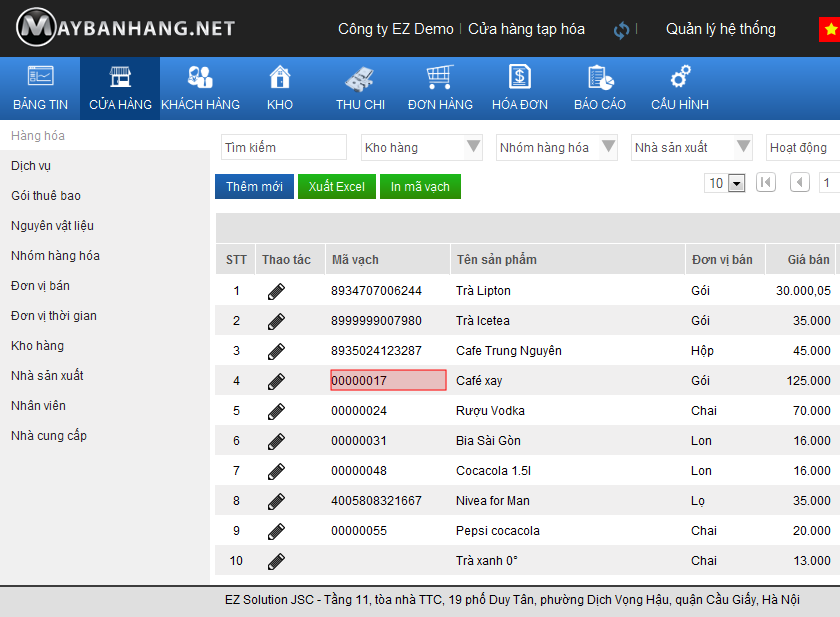 MAYBANHANG.NET
Công ty EZ Demo | Cửa hàng tạp hóa | Quản lý hệ thống
BẢNG TIN CỬA HÀNG KHÁCH HÀNG KHO THU CHI ĐƠN HÀNG HÓA ĐƠN BÁO CÁO CẤU HÌNH
Hàng hóa
Dịch vụ
Gói thuê bao
Nguyên vật liệu
Nhóm hàng hóa
Đơn vị bán
Đơn vị thời gian
Kho hàng
Nhà sản xuất
Nhân viên
Nhà cung cấp
Tìm kiếm Kho hàng Nhóm hàng hóa Nhà sản xuất Hoạt động
Thêm mới Xuất Excel In mã vạch 10 1
STT Thao tác Mã vạch Tên sản phẩm Đơn vị bán Giá bán
1 8934707006244 Trà Lipton Gói 30.000,05
2 8999999007980 Trà Icetea Gói 35.000
3 8935024123287 Cafe Trung Nguyên Hộp 45.000
4 00000017 Café xay Gói 125.000
5 00000024 Rượu Vodka Chai 70.000
6 00000031 Bia Sài Gòn Lon 16.000
7 00000048 Cocacola 1.5l Lon 16.000
8 4005808321667 Nivea for Man Lọ 35.000
9 00000055 Pepsi cocacola Chai 20.000
10 Trà xanh 0° Chai 13.000
EZ Solution JSC - Tầng 11, tòa nhà TTC, 19 phố Duy Tân, phường Dịch Vọng Hậu, quận Cầu Giấy, Hà Nội